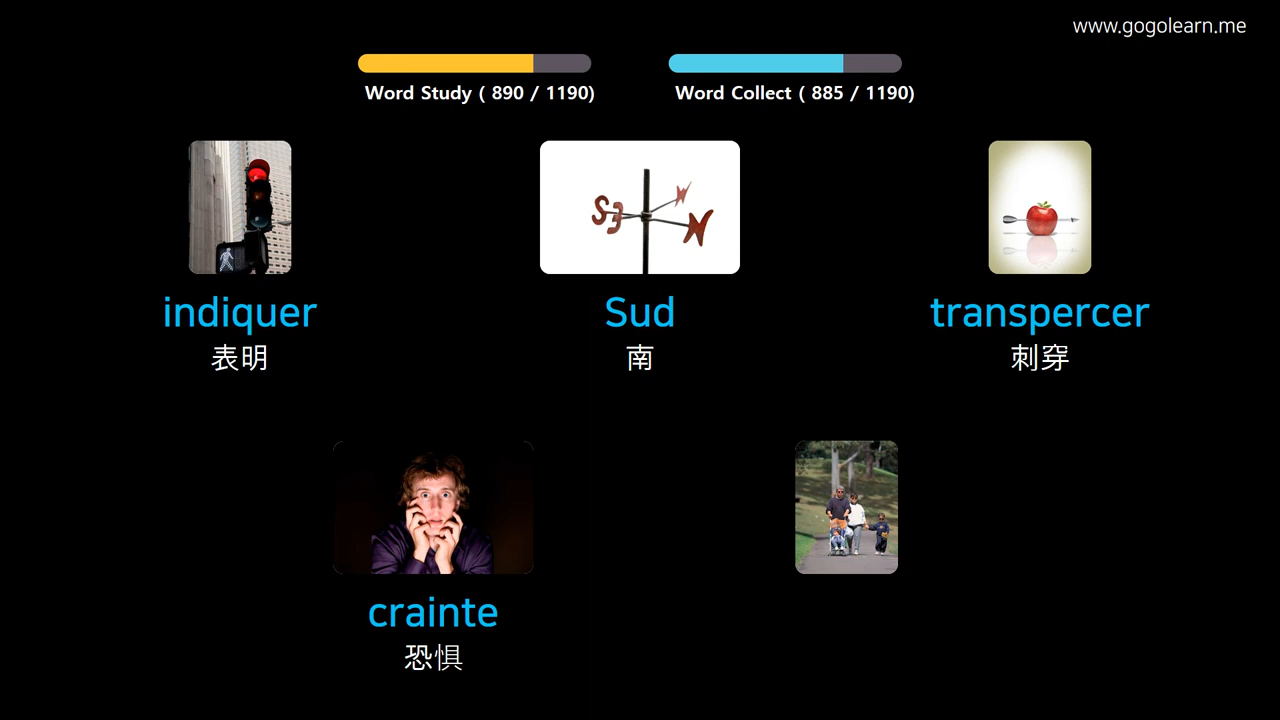 www.gogolearn.me
Word Study ( 890 / 1190)
Word Collect ( 885 / 1190)
S E N N
indiquer
Sud
transpercer
表明
南
刺穿
crainte
恐惧